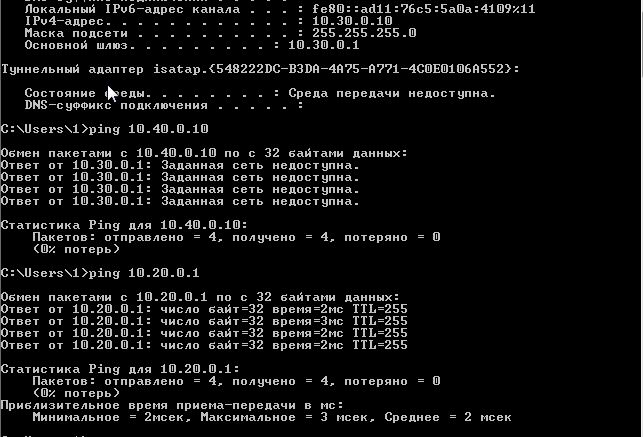 Локальный IPv6-адрес канала . . . : fe80::ad11:76c5:5a0a:4109%11
IPv4-адрес. . . . . . . . . . . . : 10.30.0.10
Маска подсети . . . . . . . . . . : 255.255.255.0
Основной шлюз. . . . . . . . . : 10.30.0.1
Туннельный адаптер isatap.{548222DC-B3DA-4A75-A771-4C0E0106A552}:
Состояние среды. . . . . . . . : Среда передачи недоступна.
DNS-суффикс подключения . . . . . :
C:\Users\1>ping 10.40.0.10
Обмен пакетами с 10.40.0.10 по с 32 байтами данных:
Ответ от 10.30.0.1: Заданная сеть недоступна.
Ответ от 10.30.0.1: Заданная сеть недоступна.
Ответ от 10.30.0.1: Заданная сеть недоступна.
Ответ от 10.30.0.1: Заданная сеть недоступна.
Статистика Ping для 10.40.0.10:
Пакетов: отправлено = 4, получено = 4, потеряно = 0
(0% потерь)
C:\Users\1>ping 10.20.0.1
Обмен пакетами с 10.20.0.1 по с 32 байтами данных:
Ответ от 10.20.0.1: число байт=32 время=2мс TTL=255
Ответ от 10.20.0.1: число байт=32 время=3мс TTL=255
Ответ от 10.20.0.1: число байт=32 время=2мс TTL=255
Ответ от 10.20.0.1: число байт=32 время=2мс TTL=255
Статистика Ping для 10.20.0.1:
Пакетов: отправлено = 4, получено = 4, потеряно = 0
(0% потерь)
Приблизительное время приема-передачи в мс:
Минимальное = 2мсек, Максимальное = 3 мсек, Среднее = 2 мсек